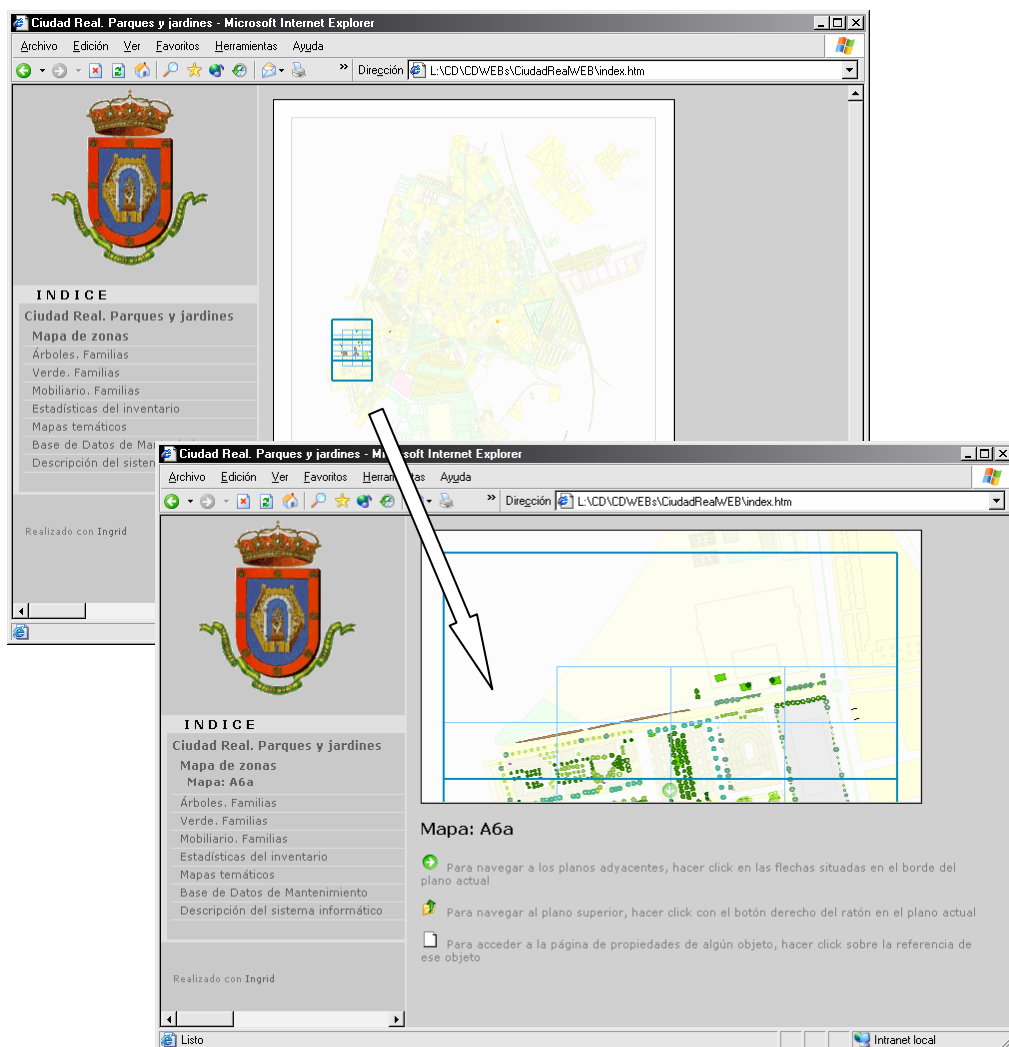 Ciudad Real. Parques y jardines - Microsoft Internet Explorer
Archivo Edición Ver Favoritos Herramientas Ayuda
» Dirección L:\CD\CDWEBs\CiudadRealWEB\index.htm
INDICE
Ciudad Real. Parques y jardines
Mapa de zonas
Árboles. Familias
Verde. Familias
Mobiliario. Familias
Estadísticas del inventario
Mapas temáticos
Base de Datos de
Descripción del
Realizado con Ingrid
Ciudad Real. Parques y jardines - Internet Explorer
Archivo Edición Ver Favoritos Ayuda
» Dirección L:\CD\CDWEBs\CiudadRealWEB\index.htm
INDICE
Ciudad Real. Parques y jardines
Mapa de zonas
Mapa: A6a
Árboles. Familias
Verde. Familias
Mobiliario. Familias
Estadísticas del inventario
Mapas temáticos
Base de Datos de Mantenimiento
Descripción del sistema informático
Realizado con Ingrid
Mapa: A6a
Para navegar a los planos adyacentes, hacer click en las flechas situadas en el borde del
plano actual
Para navegar al plano superior, hacer click con el botón derecho del ratón en el plano actual
Para acceder a la página de propiedades de algún objeto, hacer click sobre la referencia de
ese objeto
Listo
Intranet local